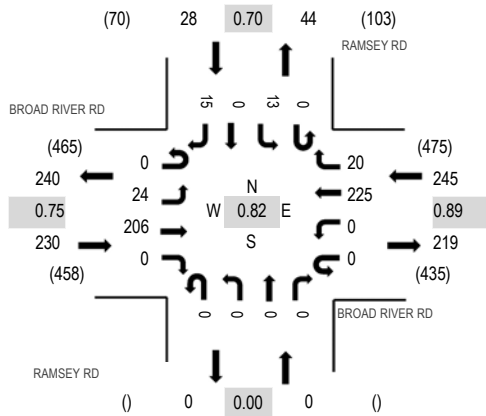 (70) 28 0.70 44 (103)
RAMSEY RD
15 0 13 0
BROAD RIVER RD
(465) (475)
0 20
240 245
24 N 225
0.75 W 0.82 E 0.89
206 S 0
230 219
0 0
(458) (435)
0 0 0 0
BROAD RIVER RD
RAMSEY RD
() 0 0.00 0 ()